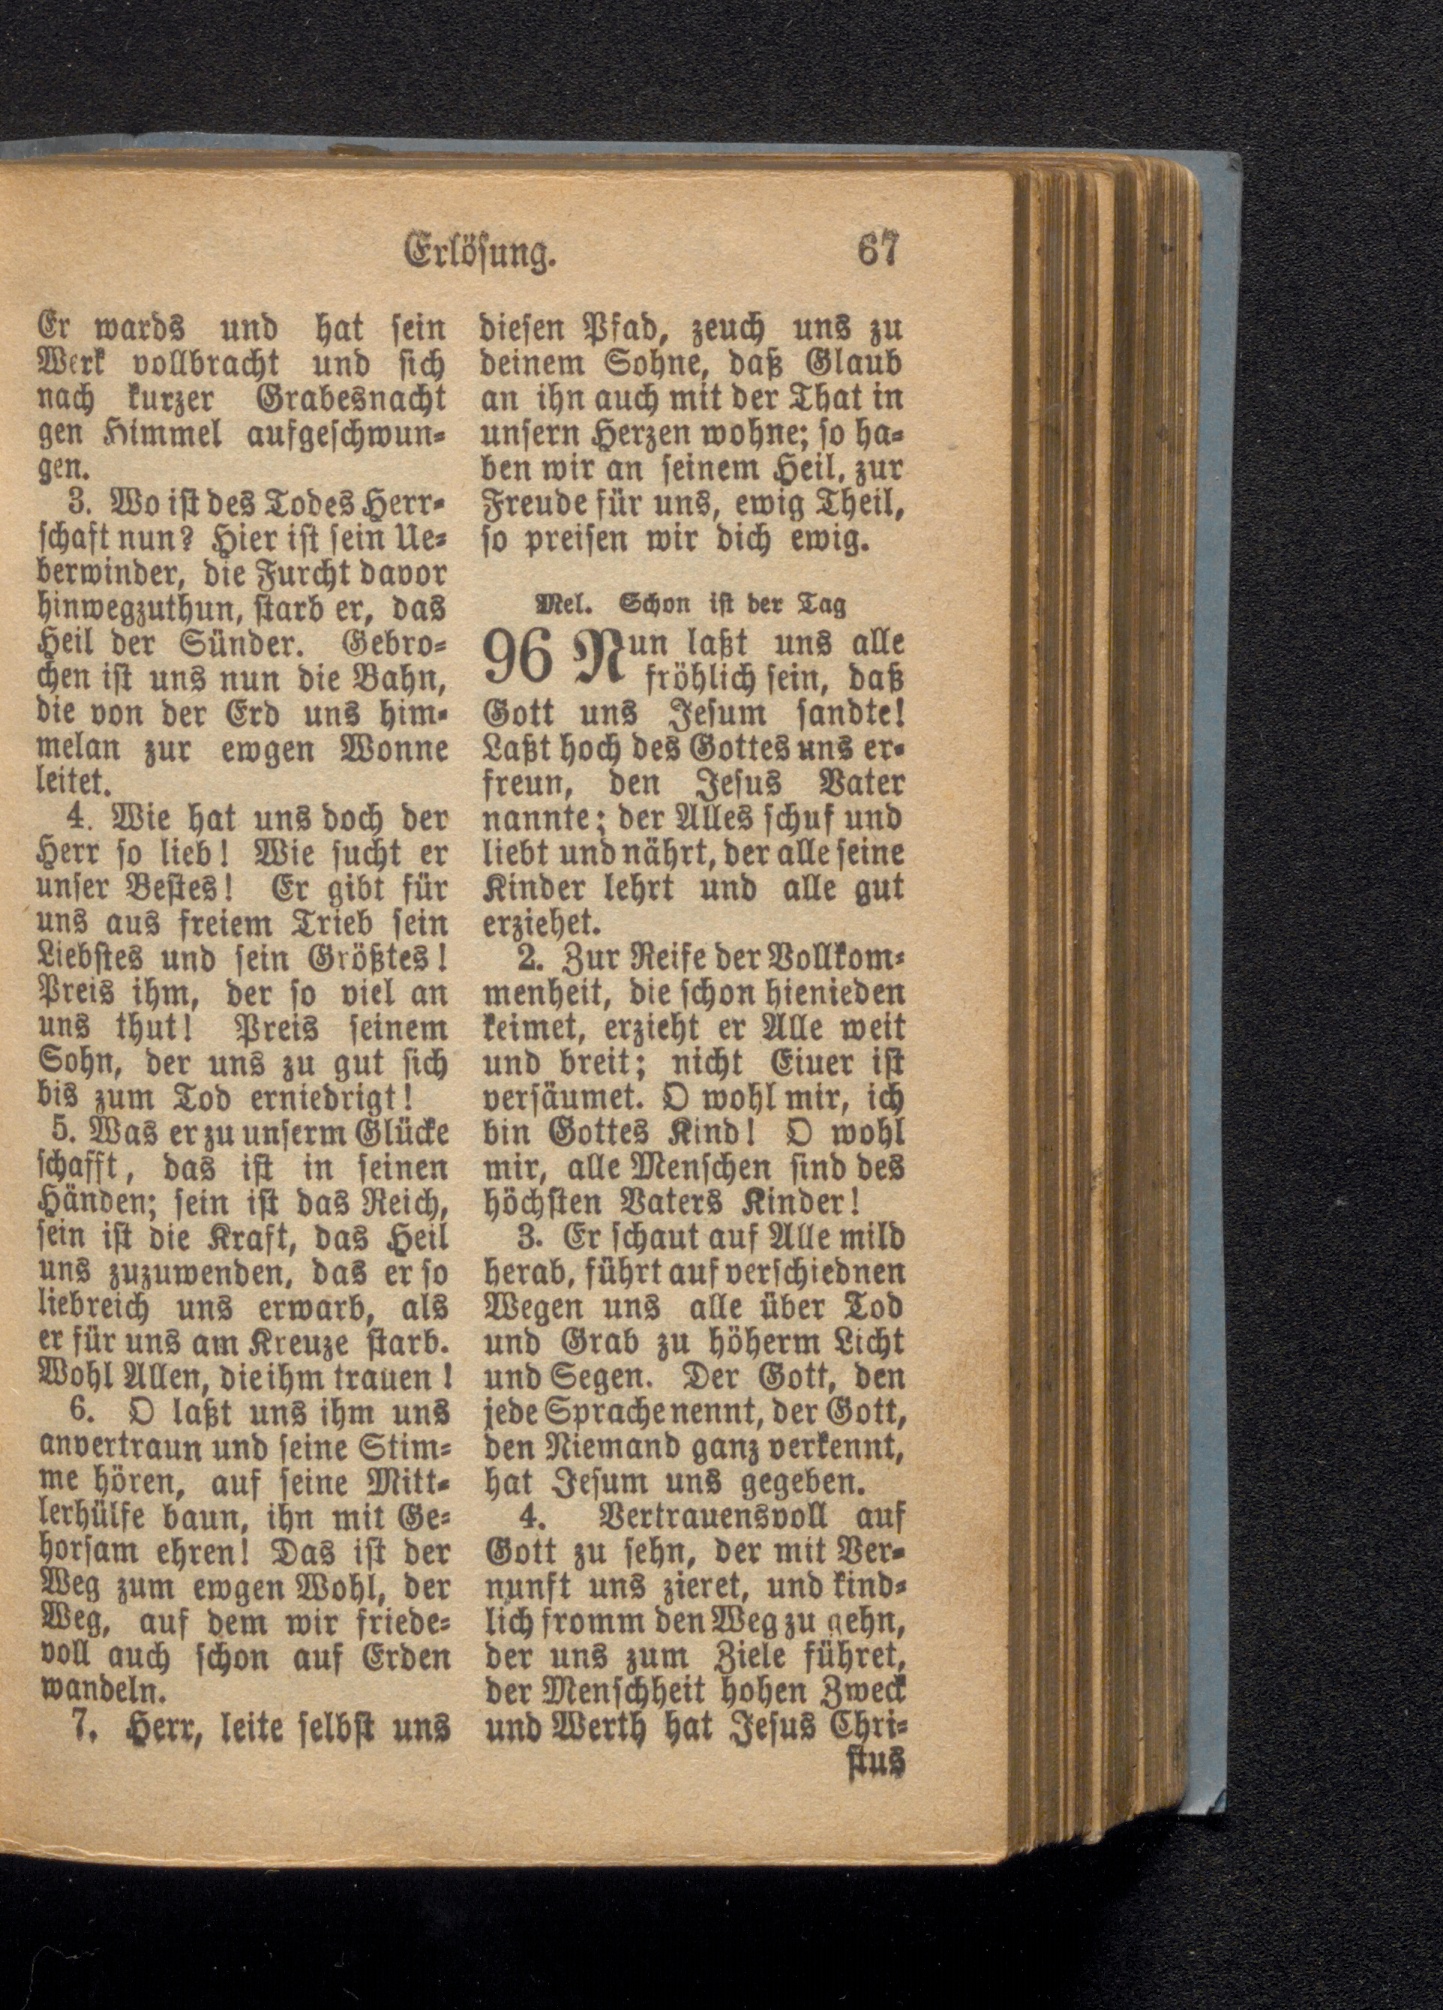 Erlösung. 67
Er wards und hat sein
Werk vollbracht und sich
nach kurzer Grabesnacht
gen Himmel aufgeschwun-
gen.
3. Wo ist des Todes Herr-
schaft nun? Hier ist sein Ue-
berwinder, die Furcht davor
hinwegzuthun, starb er, das
Heil der Sünder. Gebro-
chen ist uns nun die Bahn,
die von der Erd uns him-
melan zur ewgen Wonne
leitet.
4. Wie hat uns doch der
Herr so lieb! Wie sucht er
unser Bestes! Er gibt für
uns aus freiem Trieb sein
Liebstes und sein Größtes!
Preis ihm, der so viel an
uns thut! Preis seinem
Sohn, der uns zu gut sich
bis zum Tod erniedrigt!
5. Was er zu unserm Glücke
schafft, das ist in seinen
Händen; sein ist das Reich,
sein ist die Kraft, das Heil
uns zuzuwenden, das er so
liebreich uns erwarb, als
er für uns am Kreuze starb.
Wohl Allen, die ihm trauen!
6. O laßt uns ihm uns
anvertraun und seine Stim-
me hören, auf seine Mitt-
lerhülfe baun, ihn mit Ge-
horsam ehren! Das ist der
Weg zum ewgen Wohl, der
Weg, auf dem wir friede-
voll auch schon auf Erden
wandeln.
7. Herr, leite selbst uns
diesen Pfad, zeuch uns zu
deinem Sohne, daß Glaub
an ihn auch mit der That in
unsern Herzen wohne; so ha-
ben wir an seinem Heil, zur
Freude für uns, ewig Theil,
so preisen wir dich ewig.
Mel. Schon ist der Tag
96 Nun laßt uns alle
fröhlich sein, daß
Gott uns Jesum sandte!
Laßt hoch des Gottes uns er-
freun, den Jesus Vater
nannte; der Alles schuf und
liebt und nährt, der alle seine
Kinder lehrt und alle gut
erziehet.
2. Zur Reife der Vollkom-
menheit, die schon hienieden
keimet, erzieht er Alle weit
und breit; nicht Eiuer ist
versäumet. O wohl mir, ich
bin Gottes Kind! O wohl
mir, alle Menschen sind des
höchsten Vaters Kinder!
3. Er schaut auf Alle mild
herab, führt auf verschiednen
Wegen uns alle über Tod
und Grab zu höherm Licht
und Segen. Der Gott, den
jede Sprache nennt, der Gott,
den Niemand ganz verkennt,
hat Jesum uns gegeben.
4. Vertrauensvoll auf
Gott zu sehn, der mit Ver-
nunft uns zieret, und kind-
lich fromm den Weg zu gehn,
der uns zum Ziele führet,
der Menschheit hohen Zweck
und Werth hat Jesus Chri-
stus